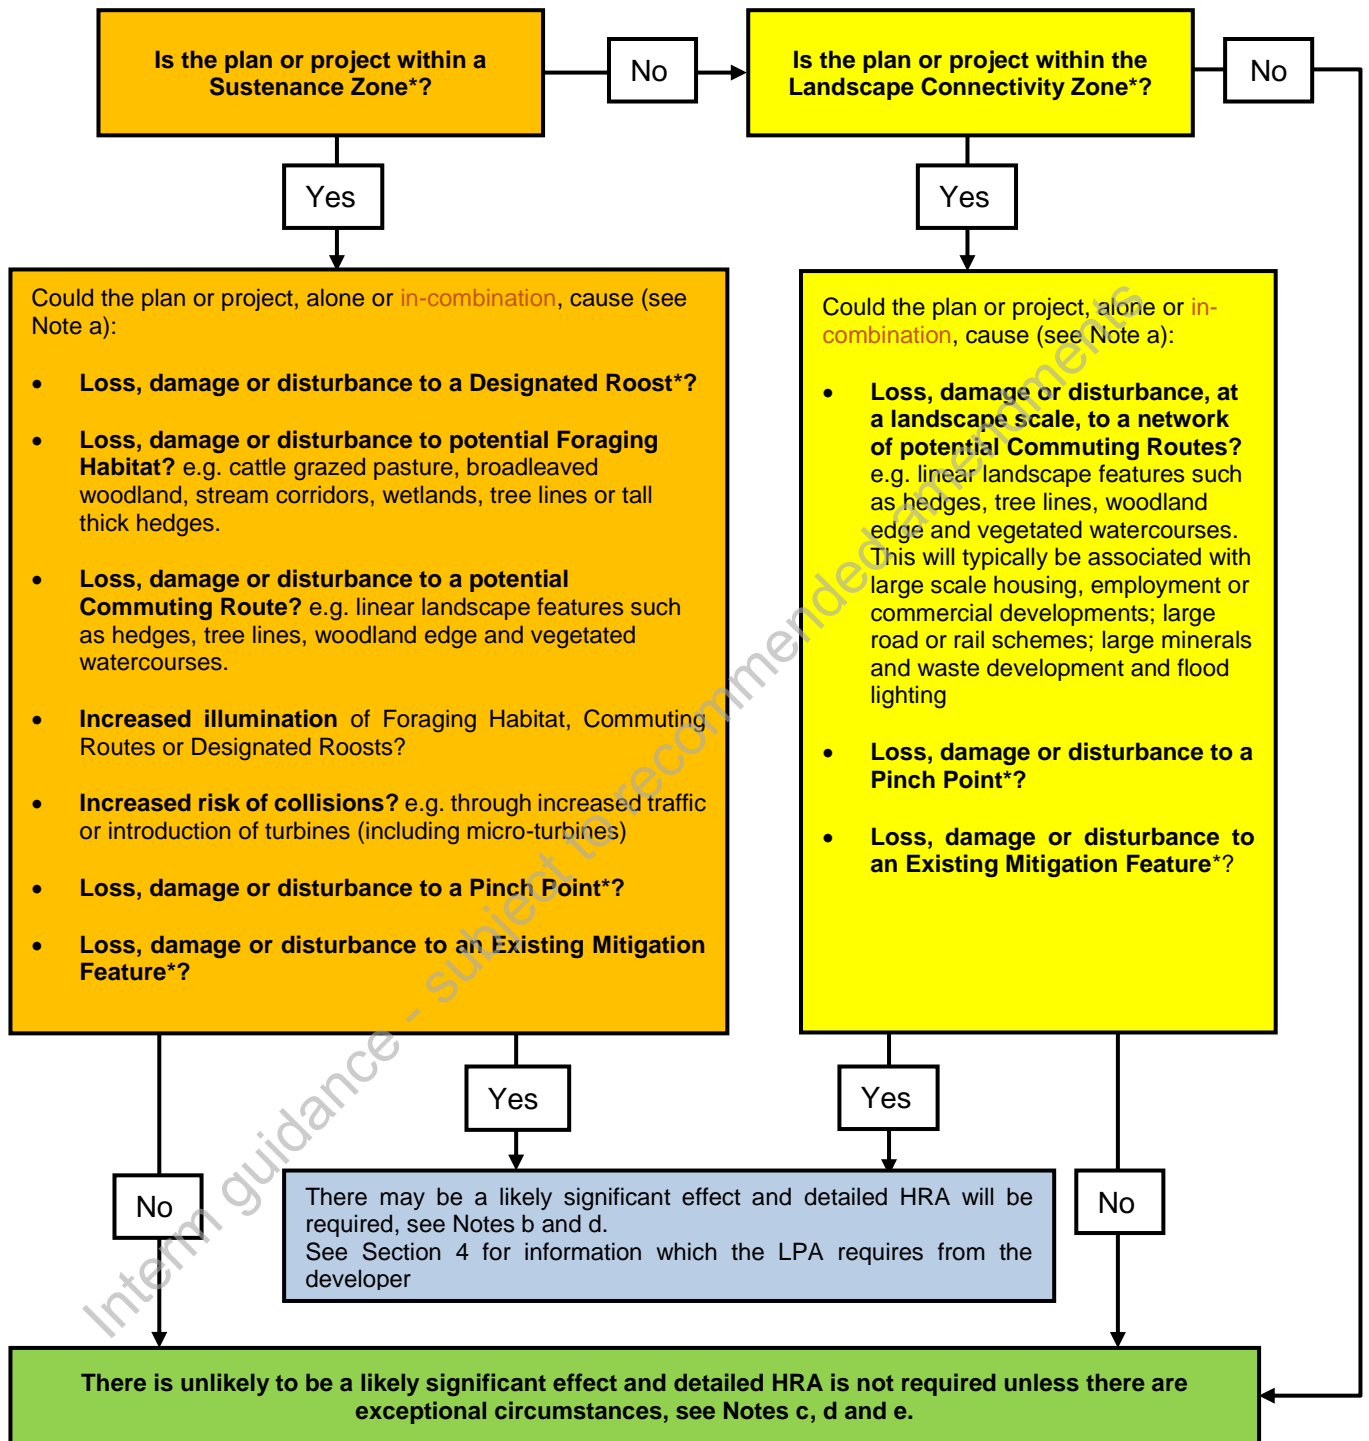 Is the plan or project within a
Sustenance Zone*?
No
Is the plan or project within the
Landscape Connectivity Zone*?
No
Yes
Yes
Could the plan or project, alone or in-combination, cause (see
Note a):
• Loss, damage or disturbance to a Designated Roost*?
• Loss, damage or disturbance to potential Foraging
Habitat? e.g. cattle grazed pasture, broadleaved
woodland, stream corridors, wetlands, tree lines or tall
thick hedges.
• Loss, damage or disturbance to a potential
Commuting Route? e.g. linear landscape features such
as hedges, tree lines, woodland edge and vegetated
watercourses.
• Increased illumination of Foraging Habitat, Commuting
Routes or Designated Roosts?
• Increased risk of collisions? e.g. through increased traffic
or introduction of turbines (including micro-turbines)
• Loss, damage or disturbance to a Pinch Point*?
• Loss, damage or disturbance to an Existing Mitigation
Feature*?
Could the plan or project, alone or in-
combination, cause (see Note a):
• Loss, damage or disturbance, at
a landscape scale, to a network
of potential Commuting Routes?
e.g. linear landscape features such
as hedges, tree lines, woodland
edge and vegetated watercourses.
This will typically be associated with
large scale housing, employment or
commercial developments; large
road or rail schemes; large minerals
and waste development and flood
lighting
• Loss, damage or disturbance to a
Pinch Point*?
• Loss, damage or disturbance to
an Existing Mitigation Feature*?
Yes
Yes
No
No
There may be a likely significant effect and detailed HRA will be
required, see Notes b and d.
See Section 4 for information which the LPA requires from the
developer
There is unlikely to be a likely significant effect and detailed HRA is not required unless there are
exceptional circumstances, see Notes c, d and e.
Interm guidance - subject to recommended amendments